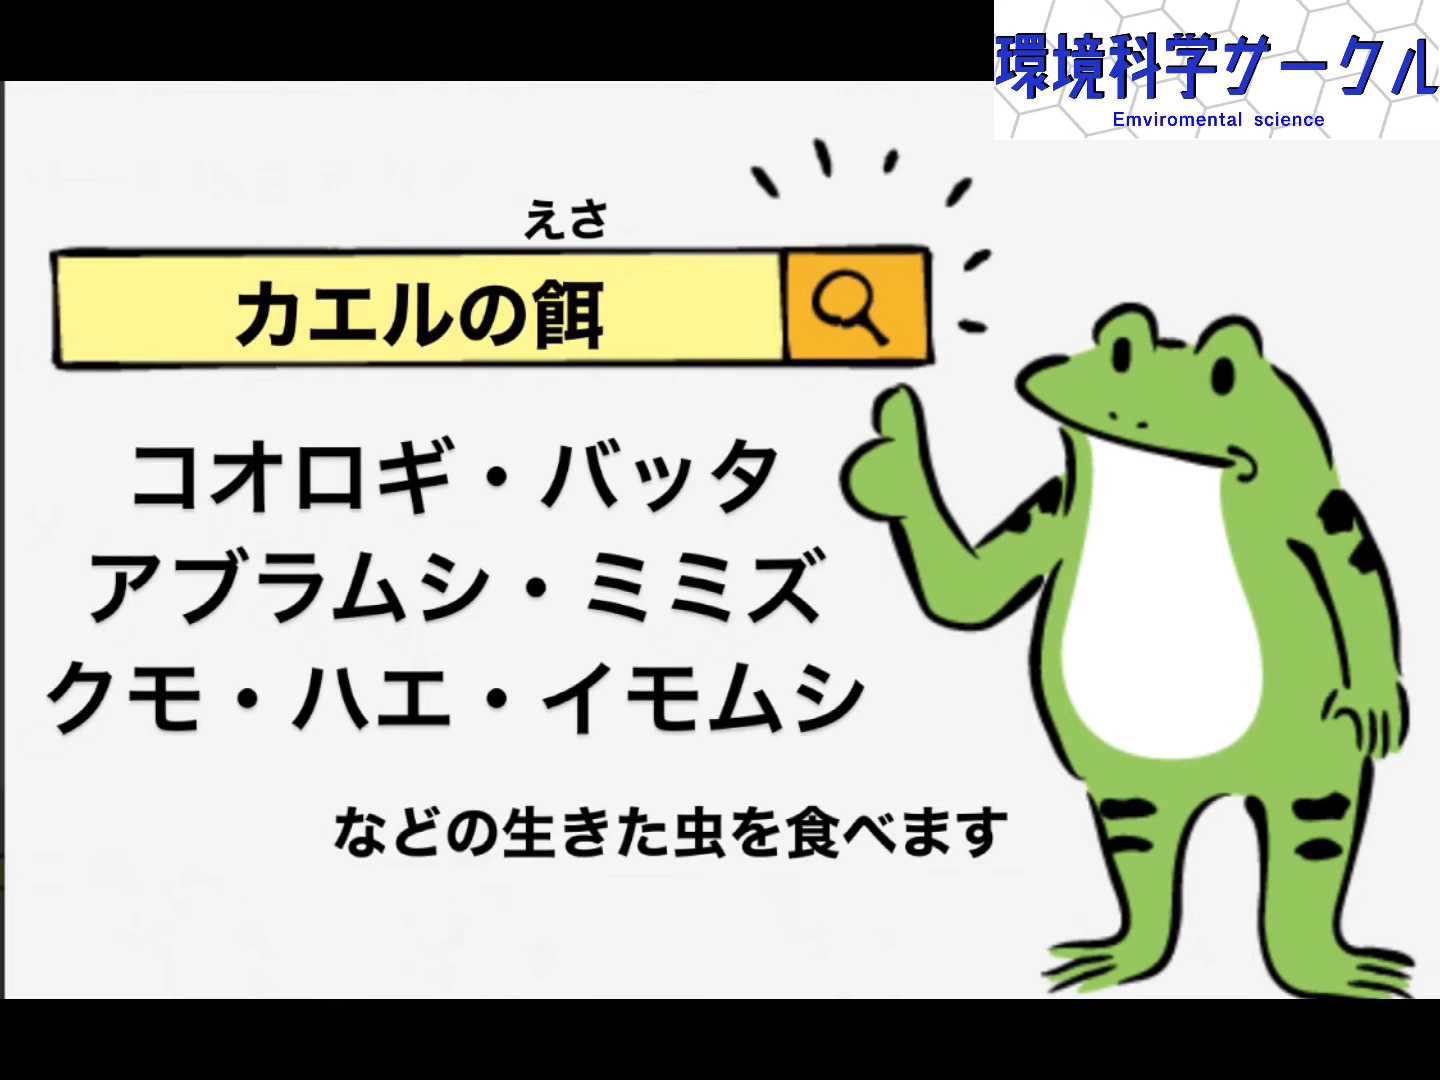 環境科学サークル
Emviromental science
えさ
カエルの餌
コオロギ・バッタ
アブラムシ・ミミズ
クモ・ハエ・イモムシ
などの生きた虫を食べます